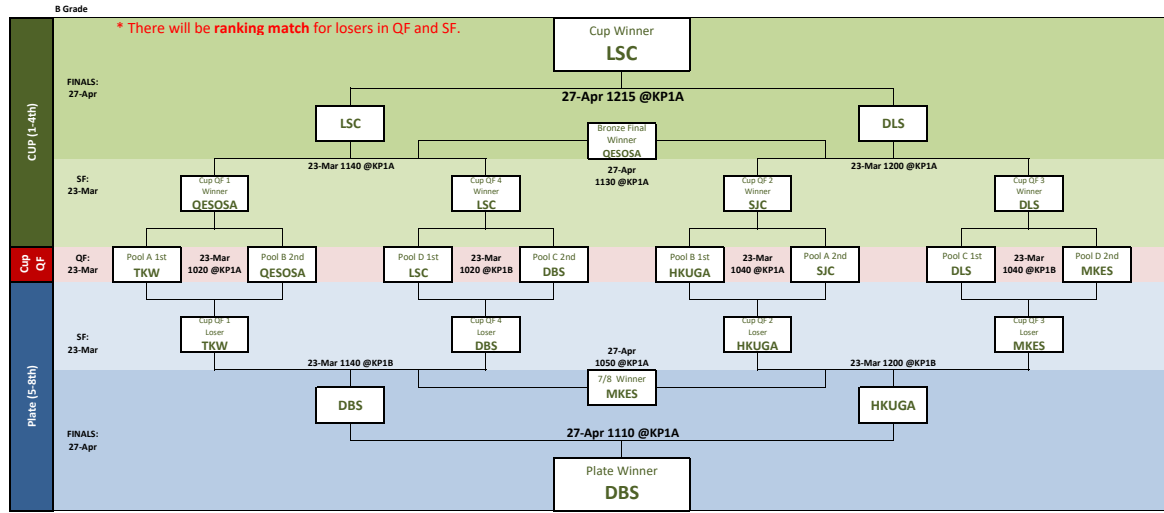 B Grade
* There will be ranking match for losers in QF and SF.
Cup Winner
LSC
FINALS:
27-Apr
27-Apr 1215 @KP1A
LSC
DLS
Bronze Final
Winner
QESOSA
CUP (1-4th)
23-Mar 1140 @KP1A
27-Apr
1130 @KP1A
23-Mar 1200 @KP1A
SF:
23-Mar
Cup QF 1
Winner
QESOSA
Cup QF 4
Winner
LSC
Cup QF 2
Winner
SJC
Cup QF 3
Winner
DLS
Cup
QF
QF:
23-Mar
Pool A 1st
TKW
23-Mar
1020 @KP1A
Pool B 2nd
QESOSA
Pool D 1st
LSC
23-Mar
1020 @KP1B
Pool C 2nd
DBS
Pool B 1st
HKUGA
23-Mar
1040 @KP1A
Pool A 2nd
SJC
Pool C 1st
DLS
23-Mar
1040 @KP1B
Pool D 2nd
MKES
Plate (5-8th)
SF:
23-Mar
Cup QF 1
Loser
TKW
Cup QF 4
Loser
DBS
Cup QF 2
Loser
HKUGA
Cup QF 3
Loser
MKES
23-Mar 1140 @KP1B
27-Apr
1050 @KP1A
23-Mar 1200 @KP1B
7/8 Winner
MKES
DBS
HKUGA
FINALS:
27-Apr
27-Apr 1110 @KP1A
Plate Winner
DBS